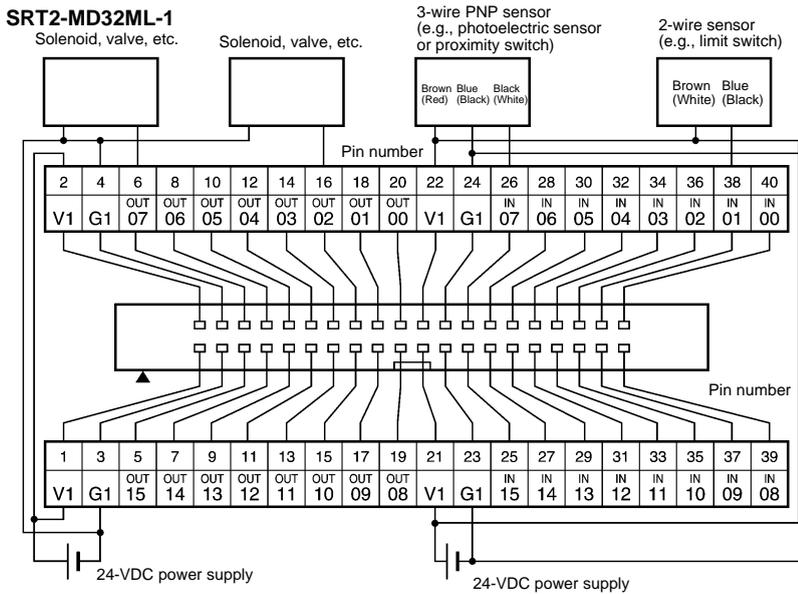 SRT2-MD32ML-1
Solenoid, valve, etc.
Solenoid, valve, etc.
3-wire PNP sensor
(e.g., photoelectric sensor
or proximity switch)
2-wire sensor
(e.g., limit switch)
Brown Blue Black
(Red) (Black) (White)
Brown Blue
(White) (Black)
Pin number
2 4 6 8 10 12 14 16 18 20 22 24 26 28 30 32 34 36 38 40
OUT OUT OUT OUT OUT OUT OUT OUT IN IN IN IN IN IN IN IN
V1 G1 07 06 05 04 03 02 01 00 V1 G1 07 06 05 04 03 02 01 00
Pin number
1 3 5 7 9 11 13 15 17 19 21 23 25 27 29 31 33 35 37 39
OUT OUT OUT OUT OUT OUT OUT OUT IN IN IN IN IN IN IN IN
V1 G1 15 14 13 12 11 10 09 08 V1 G1 15 14 13 12 11 10 09 08
24-VDC power supply
24-VDC power supply